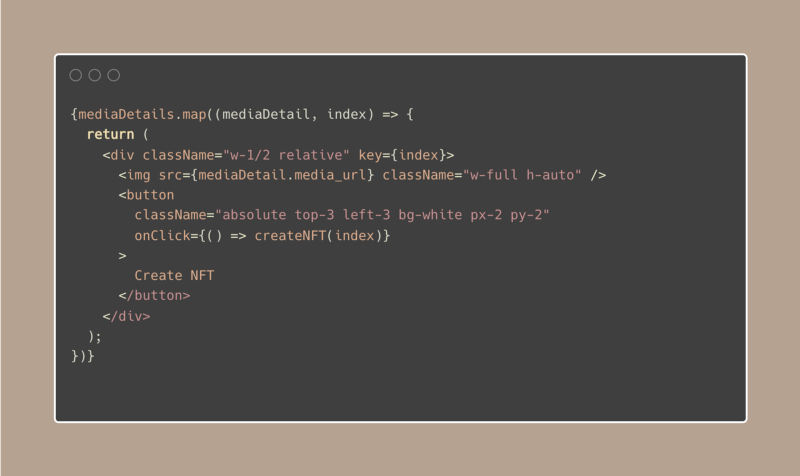 {mediaDetails.map((mediaDetail, index) => {
  return (
    <div className="w-1/2 relative" key={index}>
      <img src={mediaDetail.media_url} className="w-full h-auto" />
      <button
        className="absolute top-3 left-3 bg-white px-2 py-2"
        onClick={() => createNFT(index)}
      >
        Create NFT
      </button>
    </div>
  );
})}